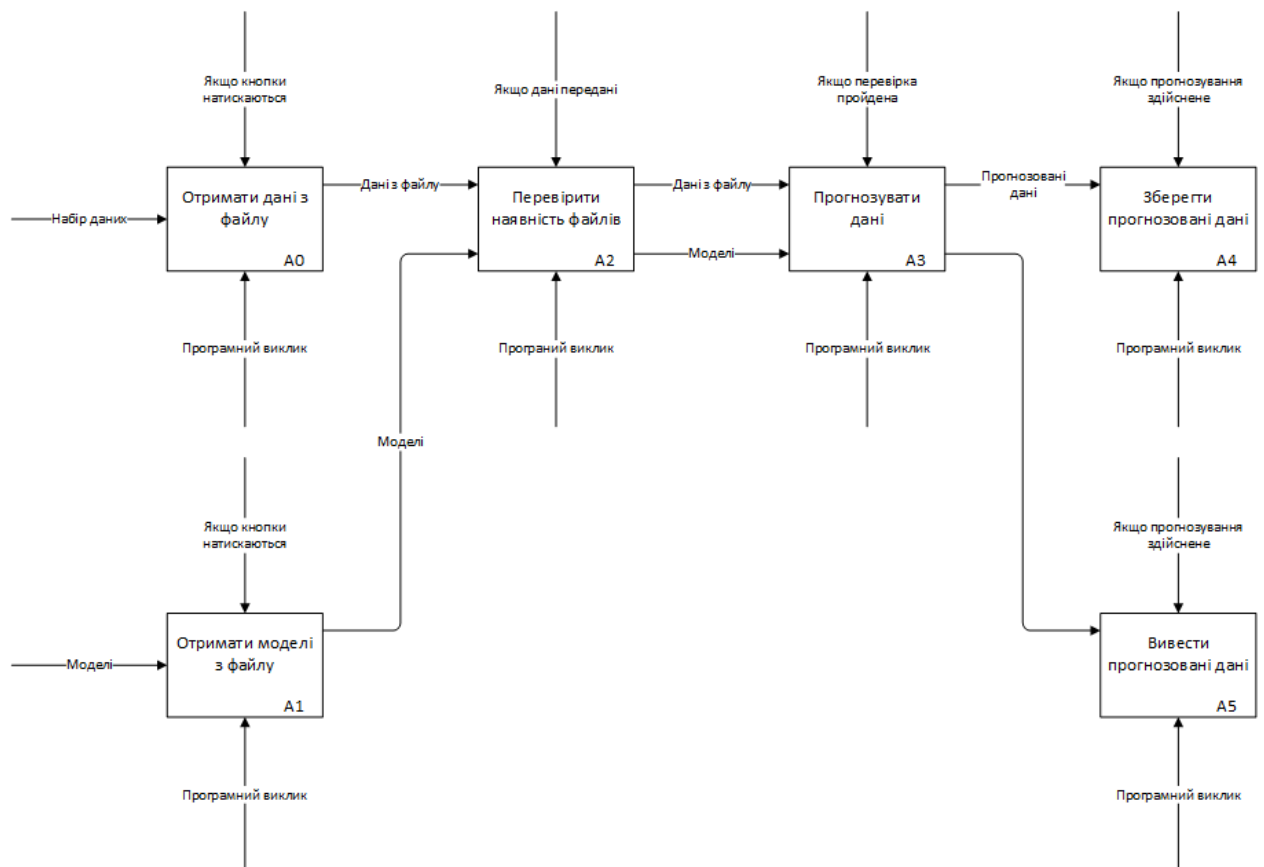 Якщо кнопки
натискаються
Якщо дані передані
Якщо перевірка
пройдена
Якщо прогнозування
здійснене
Набір даних
Отримати дані з
файлу
A0
Дані з файлу
Перевірити
наявність файлів
A2
Дані з файлу
Моделі
Прогнозувати
дані
A3
Прогнозовані
дані
Зберегти
прогнозовані дані
A4
Програмний виклик
Програний виклик
Програмний виклик
Програмний виклик
Моделі
Якщо кнопки
натискаються
Якщо прогнозування
здійснене
Моделі
Отримати моделі
з файлу
A1
Вивести
прогнозовані дані
A5
Програмний виклик
Програмний виклик